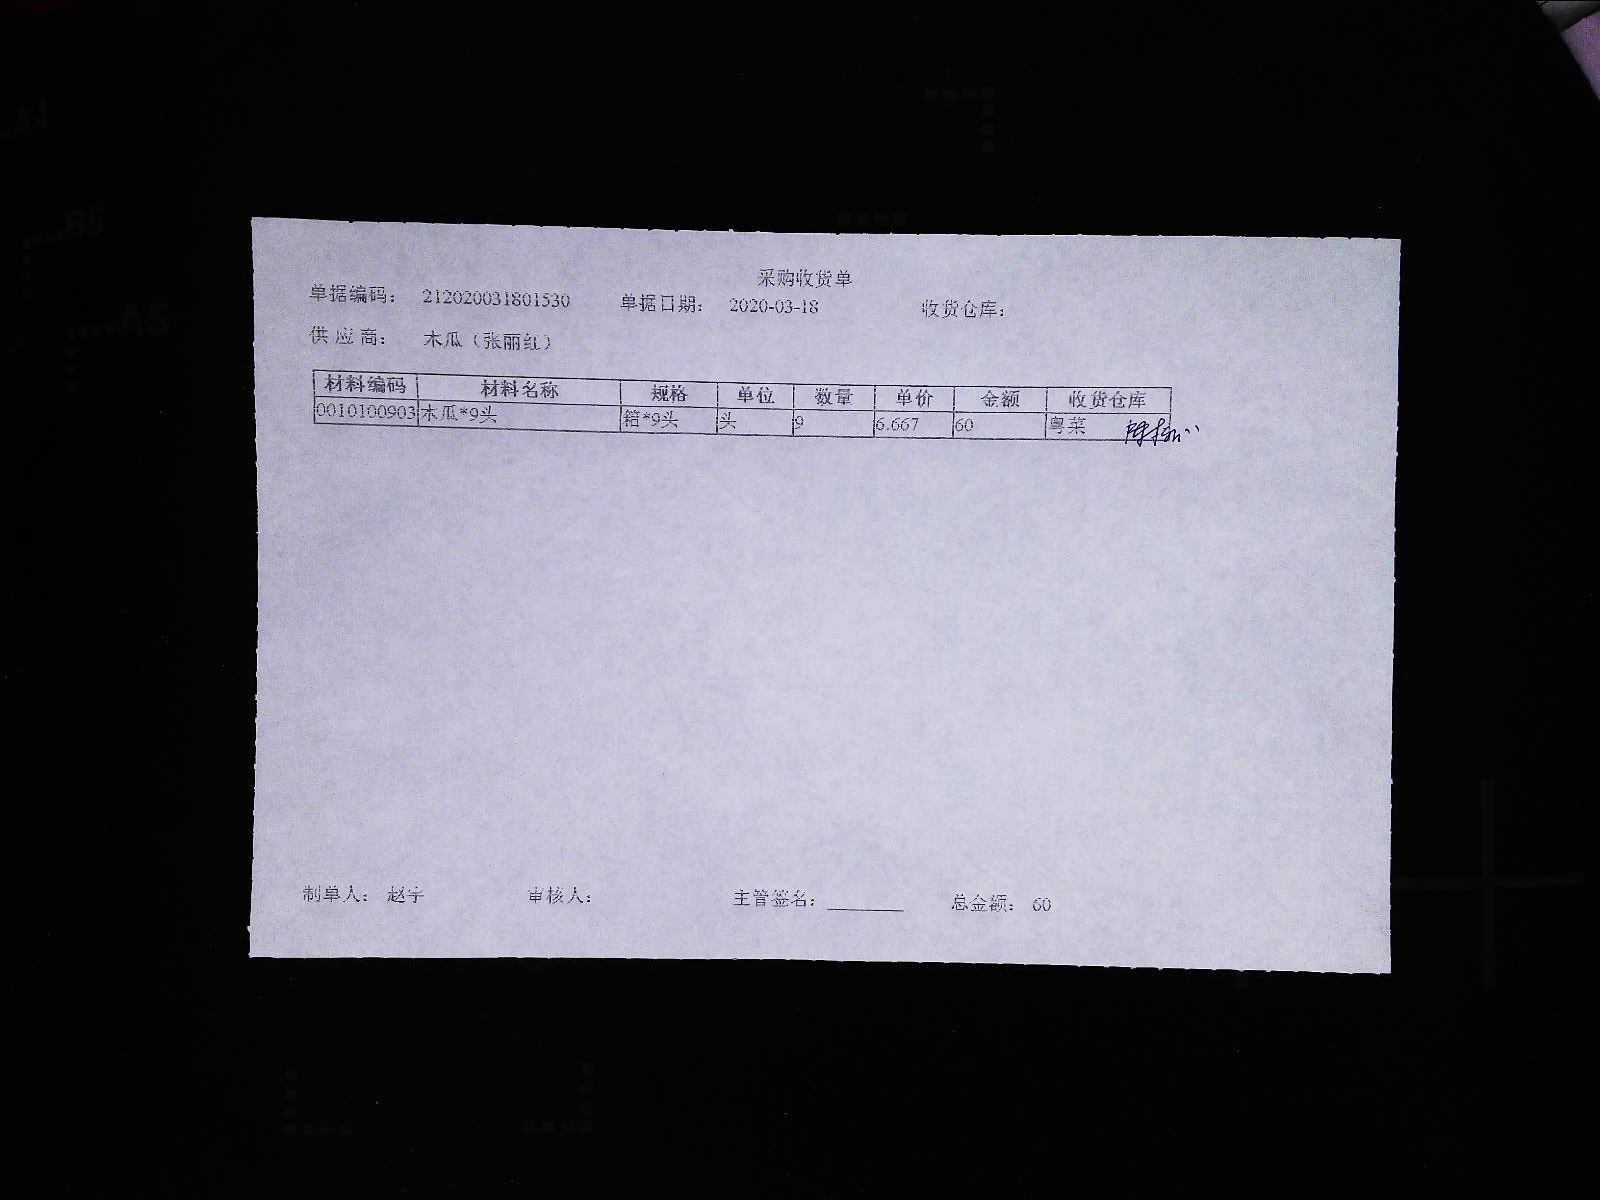 采购收货单
单据编码： 212020031801530 单据日期： 2020-03-18 收货仓库：
供应商： 木瓜（张丽红）
材料编码 材料名称 规格 单位 数量 单价 金额 收货仓库
0010100903 木瓜*9头 箱*9头 头 9 6.667 60 粤菜
制单人： 赵宇 审核人： 主管签名： 总金额： 60
A4
B5
A5